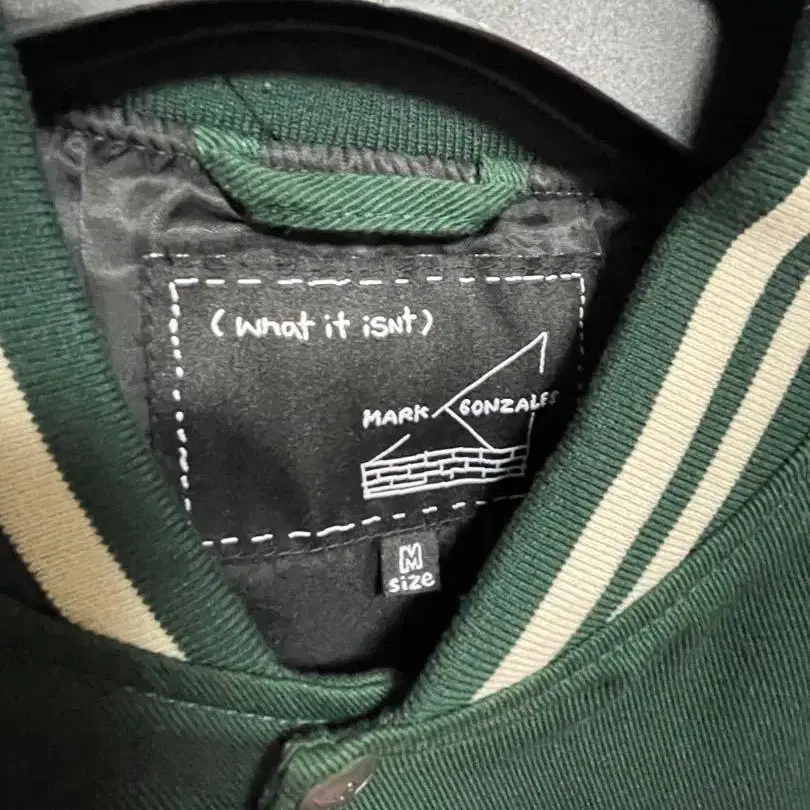 (What it isNt)
MARK GONZALES
M
size